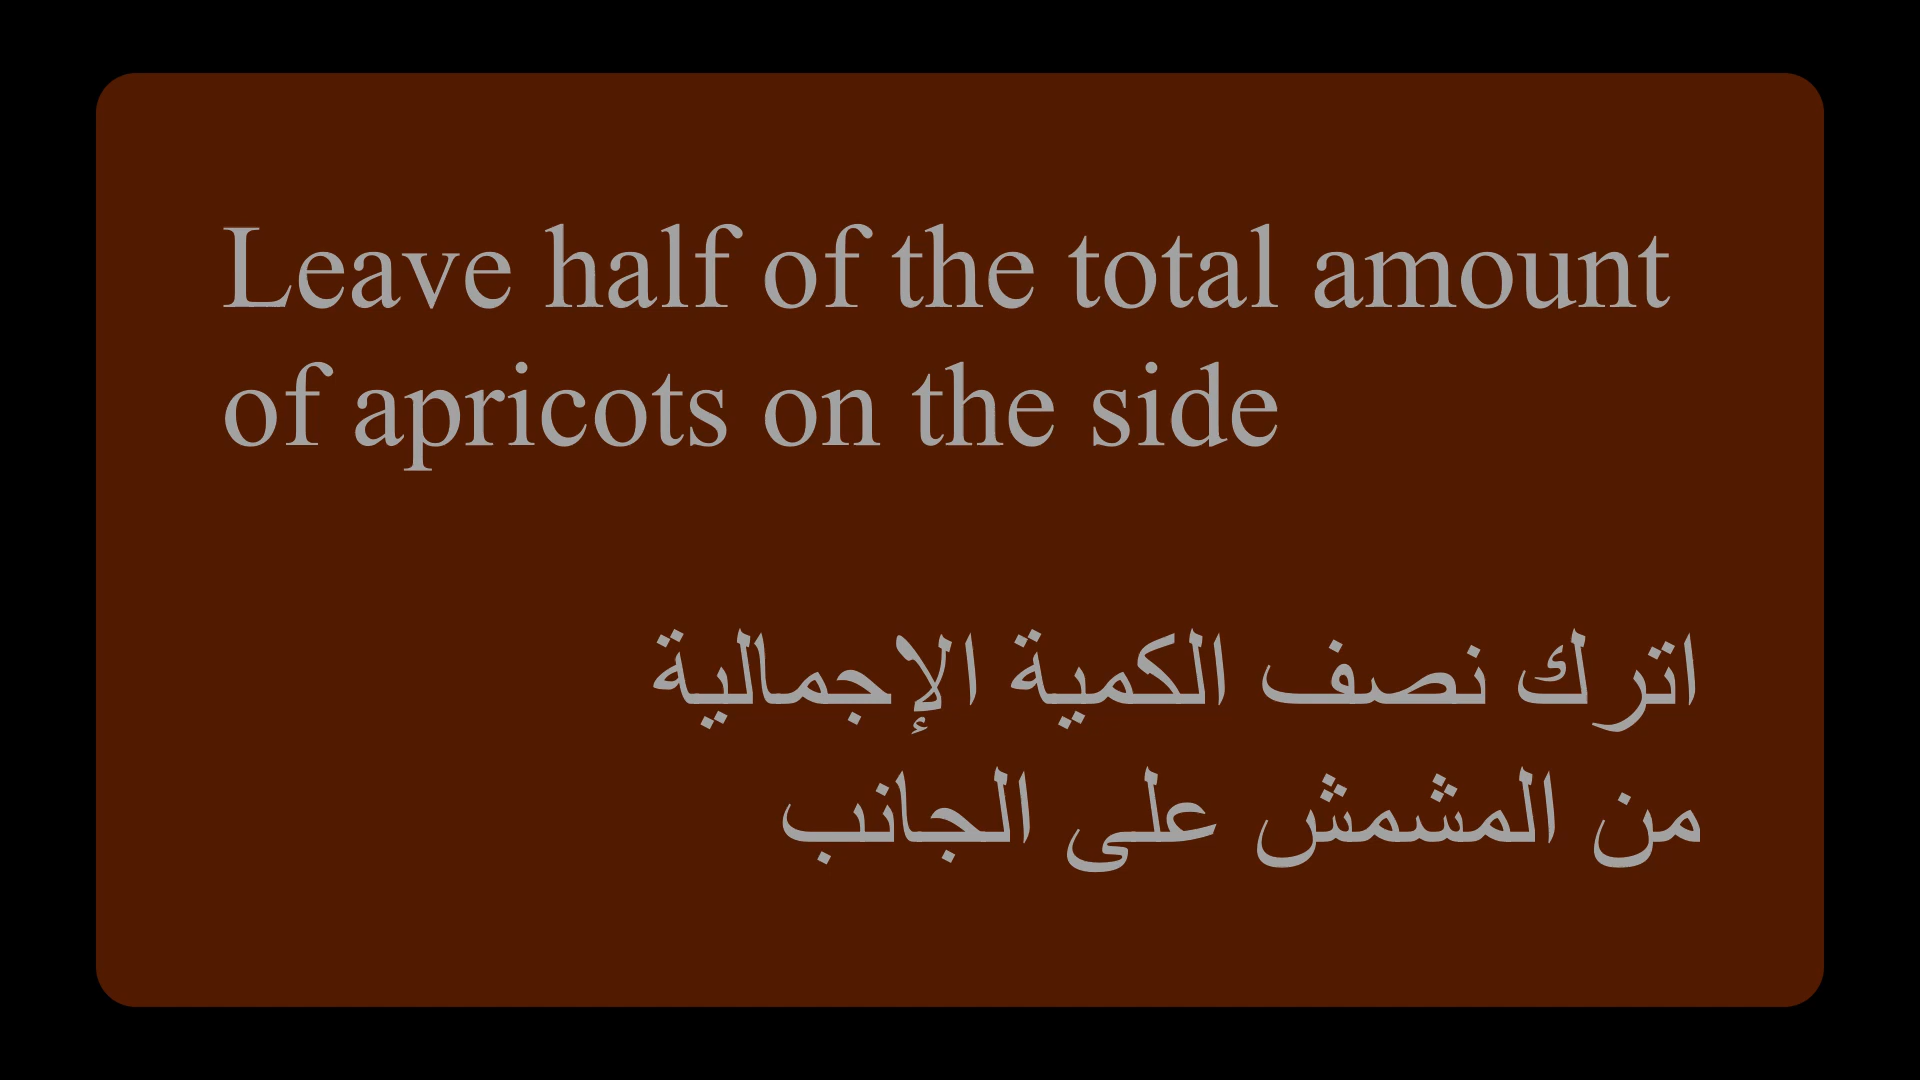 Leave half of the total amount
of apricots on the side
اترك نصف الكمية الإجمالية
من المشمش على الجانب